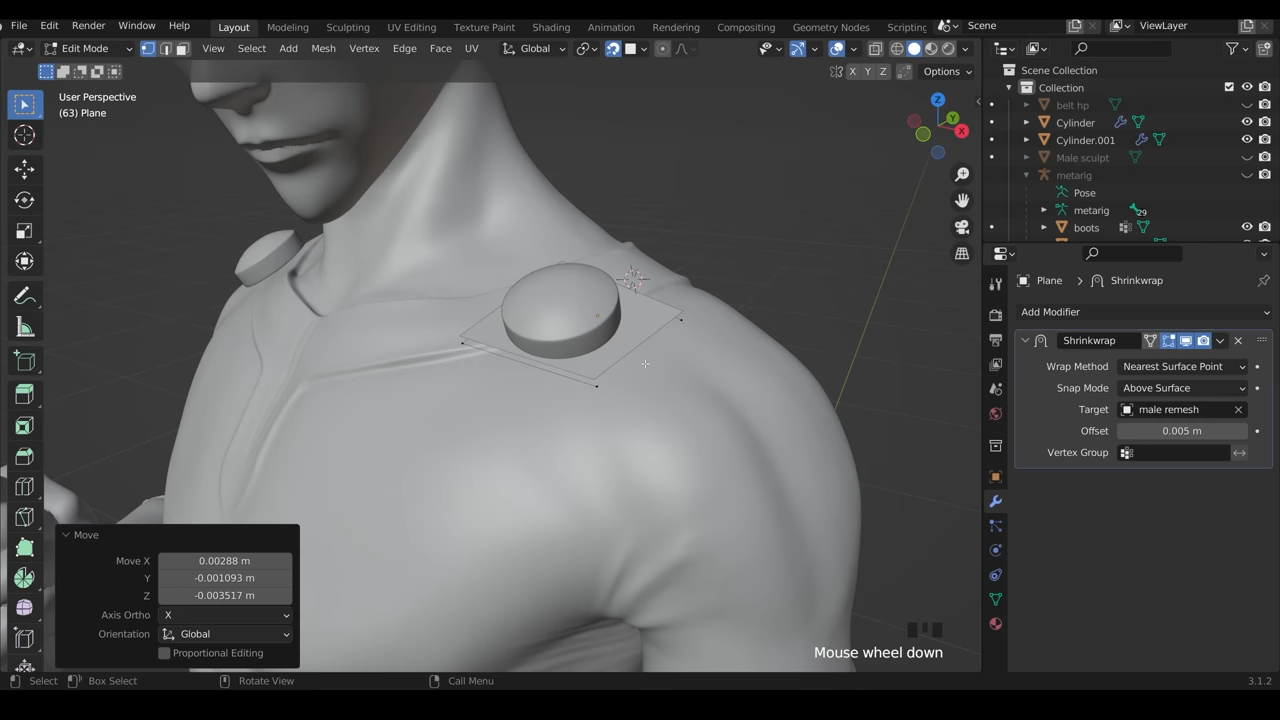 File Edit Render Window Help Layout Modeling Sculpting UV Editing Texture Paint Shading Animation Rendering Compositing Geometry Nodes Scripting Scene ViewLayer
Edit Mode View Select Add Mesh Vertex Edge Face UV Global
X Y Z Options
User Perspective
(63) Plane
Z
Y
X
Scene Collection
Collection
belt hp
Cylinder
Cylinder.001
Male sculpt
metarig
Pose
metarig 29
boots
Plane > Shrinkwrap
Add Modifier
Shrinkwrap
Wrap Method Nearest Surface Point
Snap Mode Above Surface
Target male remesh
Offset 0.005 m
Vertex Group
Move
Move X 0.00288 m
Y -0.001093 m
Z -0.003517 m
Axis Ortho X
Orientation Global
Proportional Editing
Mouse wheel down
Select Box Select Rotate View Call Menu 3.1.2